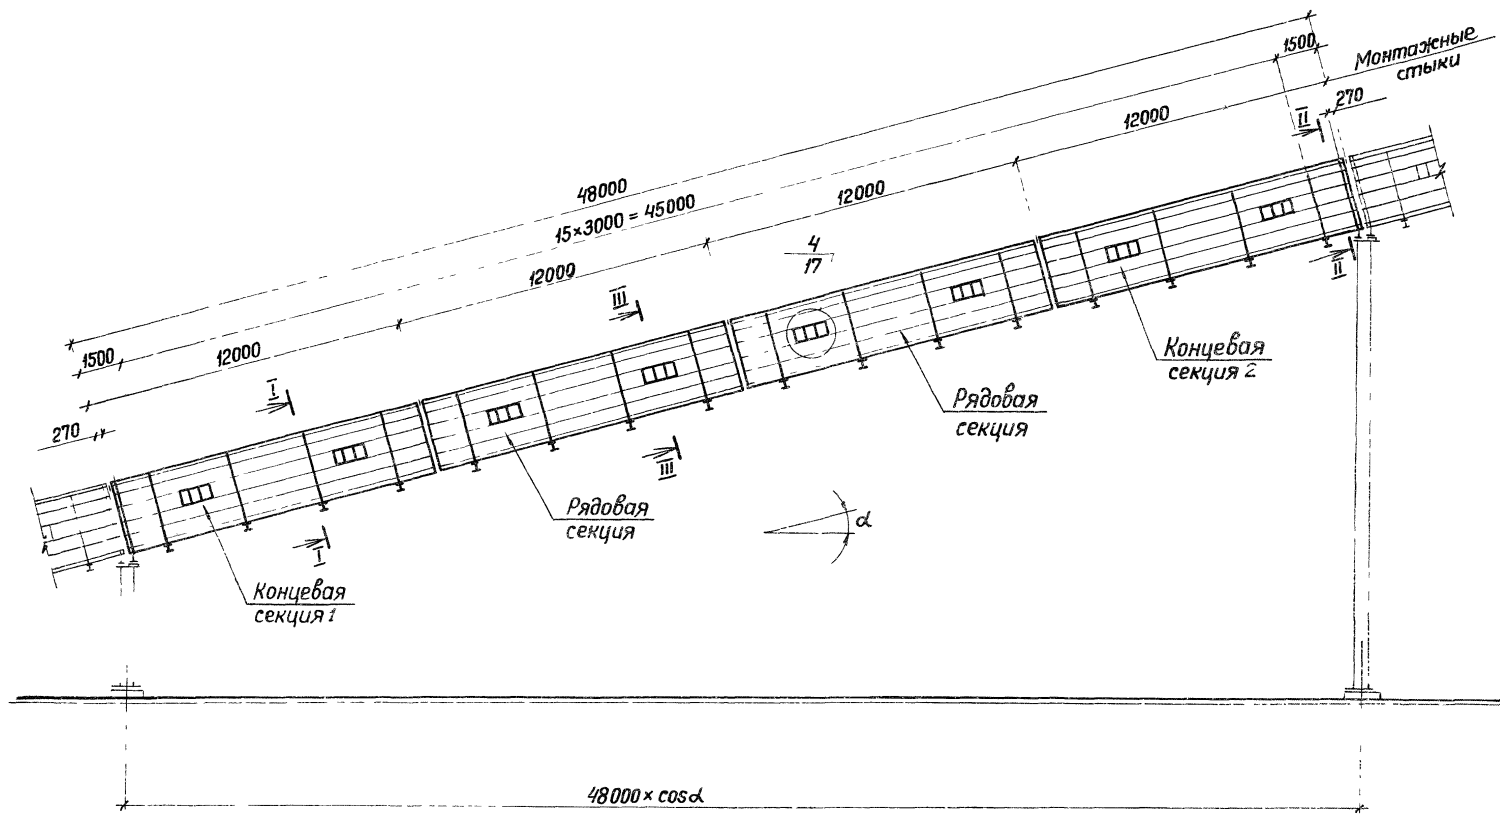 1500
Монтажные
стыки
270
II
12000
48000
12000
15×3000 = 45000
4
17
12000
III
II
1500
12000
Концевая
секция 2
I
Рядовая
секция
270
III
Рядовая
секция
α
I
Концевая
секция 1
48000 × cosα